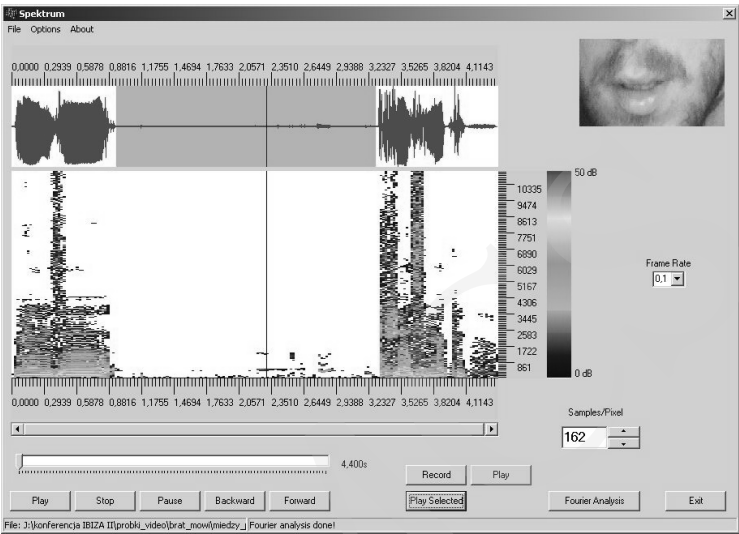 Spektrum
File Options About
0,0000 0,2939 0,5878 0,8816 1,1755 1,4694 1,7633 2,0571 2,3510 2,6449 2,9388 3,2327 3,5265 3,8204 4,1143
50 dB
10335
9474
8613
7751
6890
6029
5167
4306
3445
2583
1722
861
0 dB
Frame Rate
0,1
0,0000 0,2939 0,5878 0,8816 1,1755 1,4694 1,7633 2,0571 2,3510 2,6449 2,9388 3,2327 3,5265 3,8204 4,1143
Samples/Pixel
162
4,400s
Record Play
Play Stop Pause Backward Forward Play Selected Fourier Analysis Exit
File: J:\konferencja IBIZA II\probki_video\brat_mowi\miedzy_j Fourier analysis done!